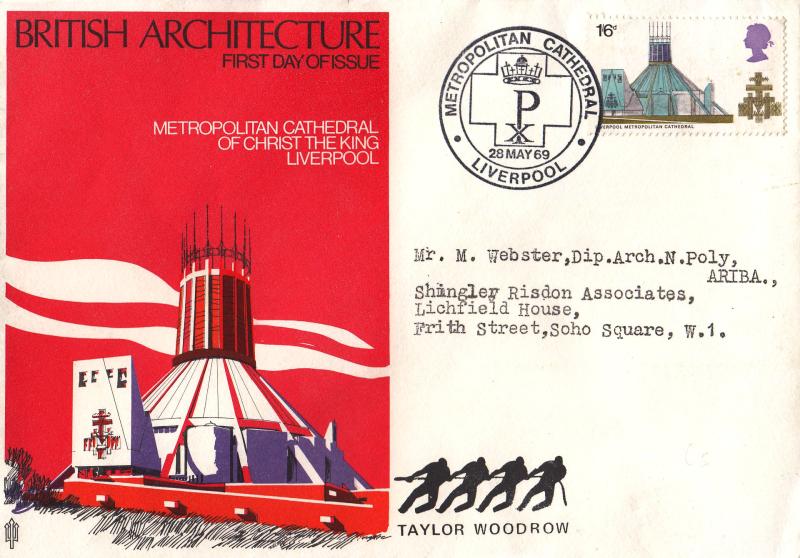 BRITISH ARCHITECTURE
FIRST DAY OF ISSUE
METROPOLITAN CATHEDRAL
OF CHRIST THE KING
LIVERPOOL
METROPOLITAN CATHEDRAL
PX
28 MAY 69
LIVERPOOL
1'6d
LIVERPOOL METROPOLITAN CATHEDRAL
Mr. M. Webster,Dip.Arch.N.Poly,
ARIBA.,
Shingley Risdon Associates,
Lichfield House,
Frith Street,Soho Square, W.1.
TAYLOR WOODROW